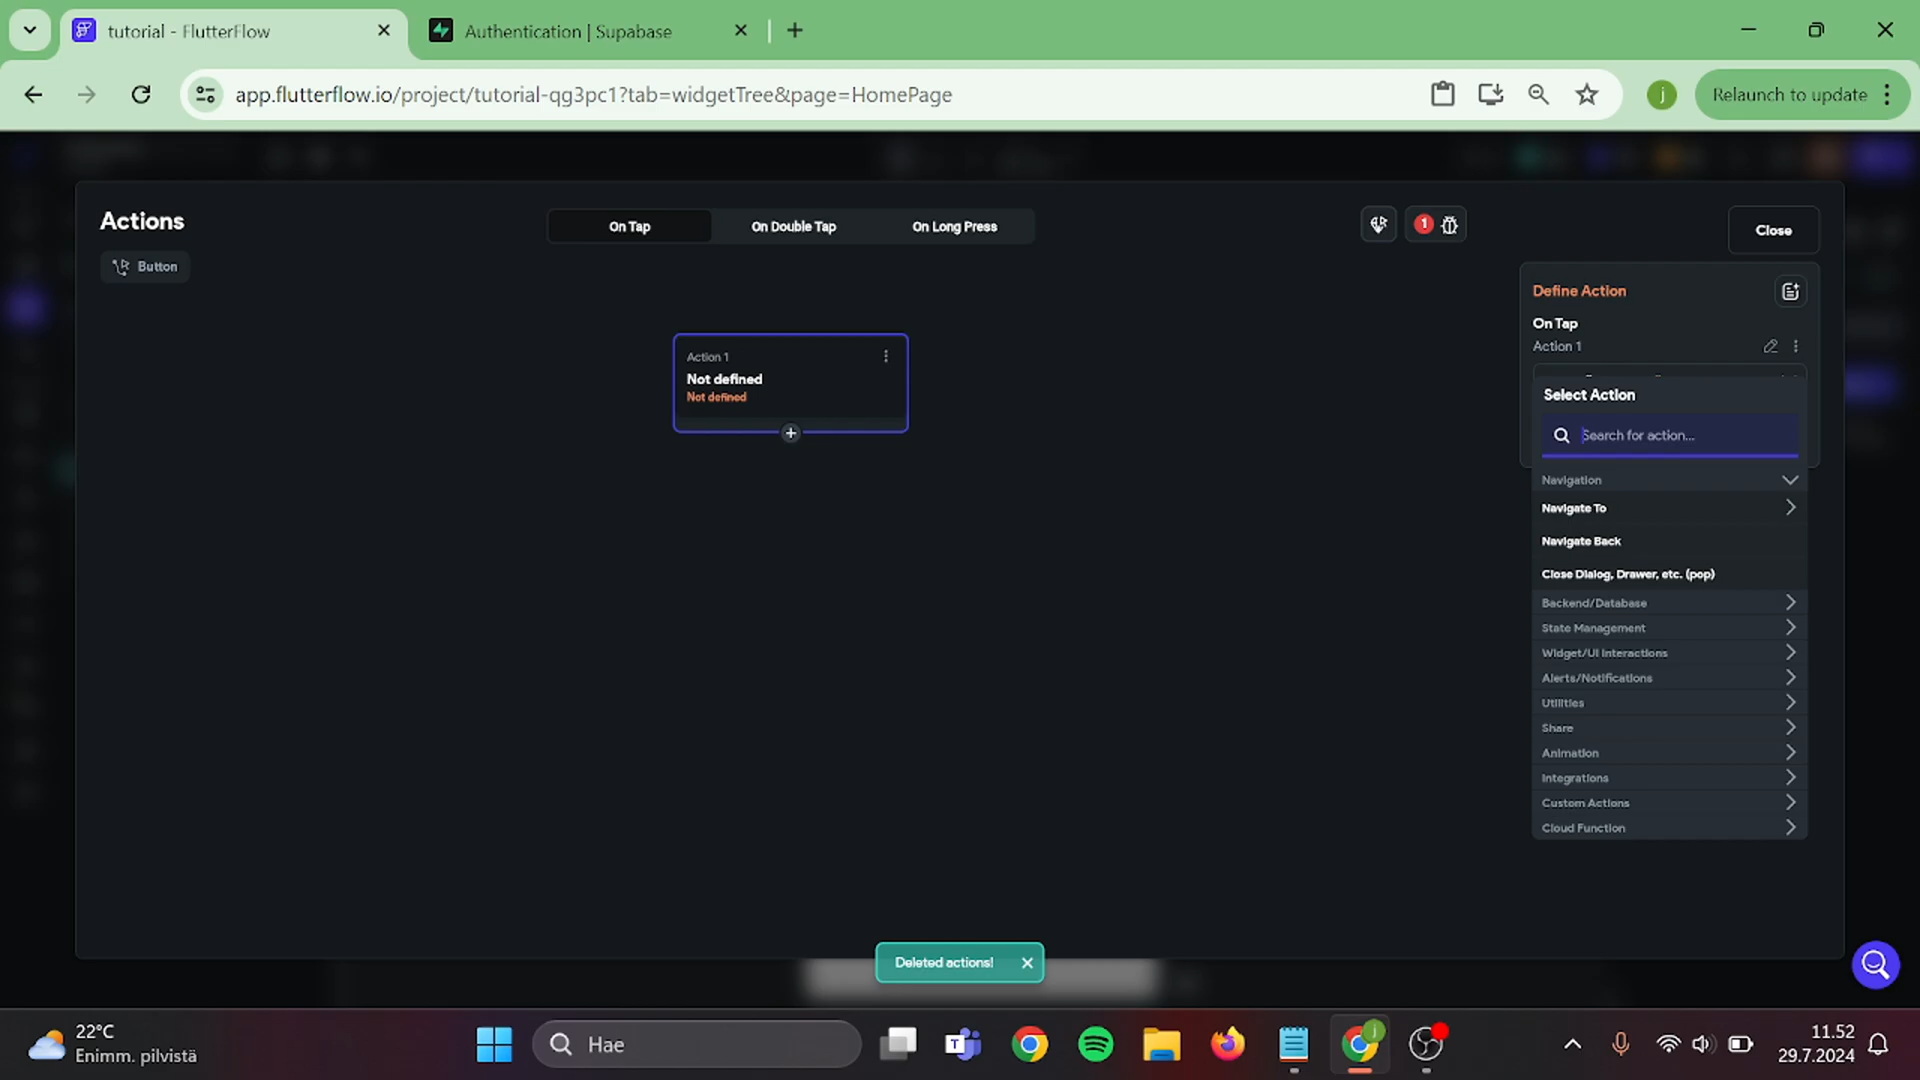 tutorial - FlutterFlow
Authentication | Supabase
app.flutterflow.io/project/tutorial-qg3pc1?tab=widgetTree&page=HomePage
j
Relaunch to update
Actions
On Tap
On Double Tap
On Long Press
1
Close
Button
Define Action
On Tap
Action 1
Action 1
Not defined
Not defined
Select Action
Search for action...
Navigation
Navigate To
Navigate Back
Close Dialog, Drawer, etc. (pop)
Backend/Database
State Management
Widget/UI Interactions
Alerts/Notifications
Utilities
Share
Animation
Integrations
Custom Actions
Cloud Function
Deleted actions!
22°C
Enimm. pilvistä
Hae
T
j
11.52
29.7.2024